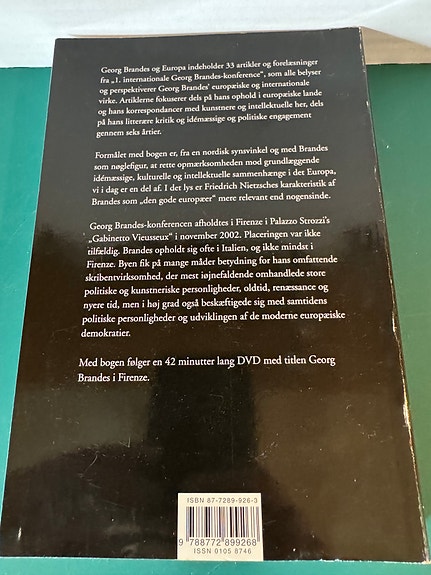 Georg Brandes og Europa indeholder 33 artikler og forelæsninger
fra „1. internationale Georg Brandes-konference“, som alle belyser
og perspektiverer Georg Brandes' europæiske og internationale
virke. Artiklerne fokuserer dels på hans ophold i europæiske lande
og hans korrespondancer med kunstnere og intellektuelle her, dels
på hans litterære kritik og idémæssige og politiske engagement
gennem seks årtier.
Formålet med bogen er, fra en nordisk synsvinkel og med Brandes
som nøglefigur, at rette opmærksomheden mod grundlæggende
idémæssige, kulturelle og intellektuelle sammenhænge i det Europa,
vi i dag er en del af. I det lys er Friedrich Nietzsches karakteristik af
Brandes som „den gode europæer“ mere relevant end nogensinde.
Georg Brandes-konferencen afholdtes i Firenze i Palazzo Strozzi's
„Gabinetto Vieusseux“ i november 2002. Placeringen var ikke
tilfældig. Brandes opholdt sig ofte i Italien, og ikke mindst i
Firenze. Byen fik på mange måder betydning for hans omfattende
skribentvirksomhed, der mest iøjnefaldende omhandlede store
politiske og kunstneriske personligheder, oldtid, renæssance og
nyere tid, men i høj grad også beskæftigede sig med samtidens
politiske personligheder og udviklingen af de moderne europæiske
demokratier.
Med bogen følger en 42 minutter lang DVD med titlen Georg
Brandes i Firenze.
ISBN 87-7289-926-3
9 788772 899268
ISSN 0105 8746